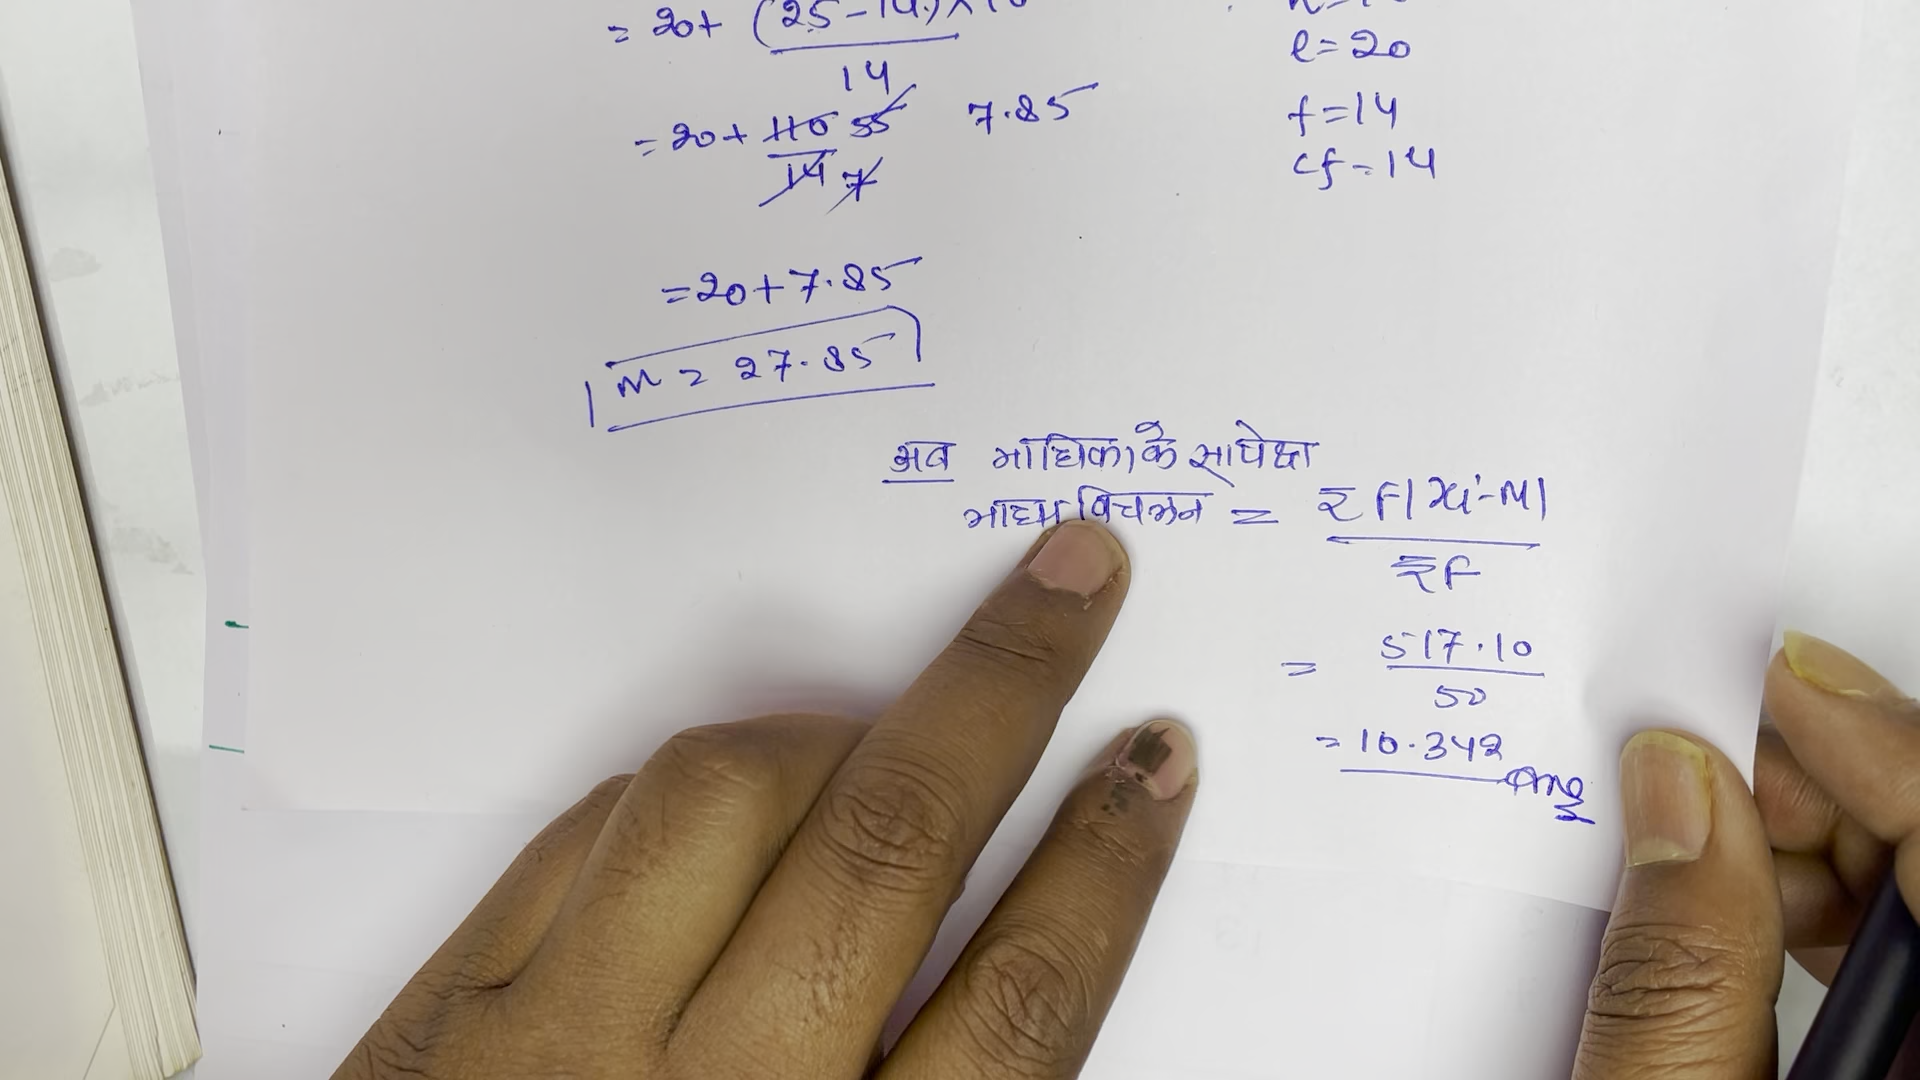 = 20 + (25-14) × 10
14
l = 20
= 20 + 110 55 7.85
14 7
f = 14
cf = 14
= 20 + 7.85
M = 27.85
अब माध्यिका के सापेक्ष
माध्य विचलन = Σ F|xi - M|
ΣF
= 517.10
50
= 10.342 Ans